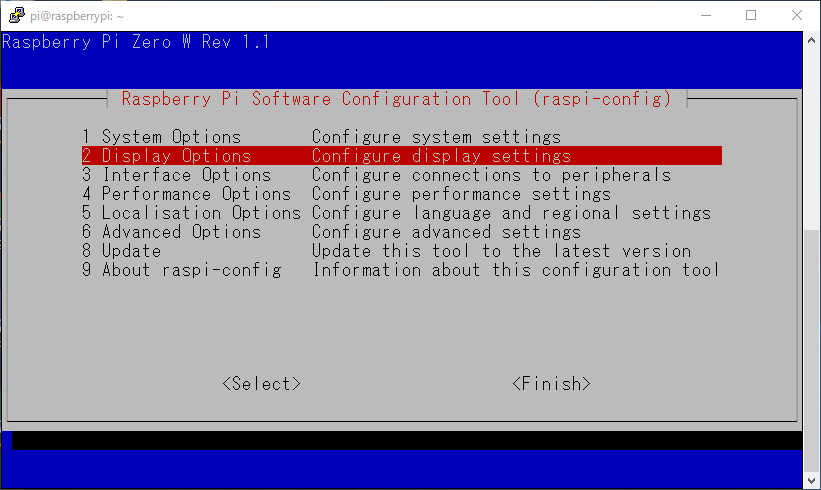 pi@raspberrypi: ~
Raspberry Pi Zero W Rev 1.1
Raspberry Pi Software Configuration Tool (raspi-config)
1 System Options Configure system settings
2 Display Options Configure display settings
3 Interface Options Configure connections to peripherals
4 Performance Options Configure performance settings
5 Localisation Options Configure language and regional settings
6 Advanced Options Configure advanced settings
8 Update Update this tool to the latest version
9 About raspi-config Information about this configuration tool
<Select> <Finish>